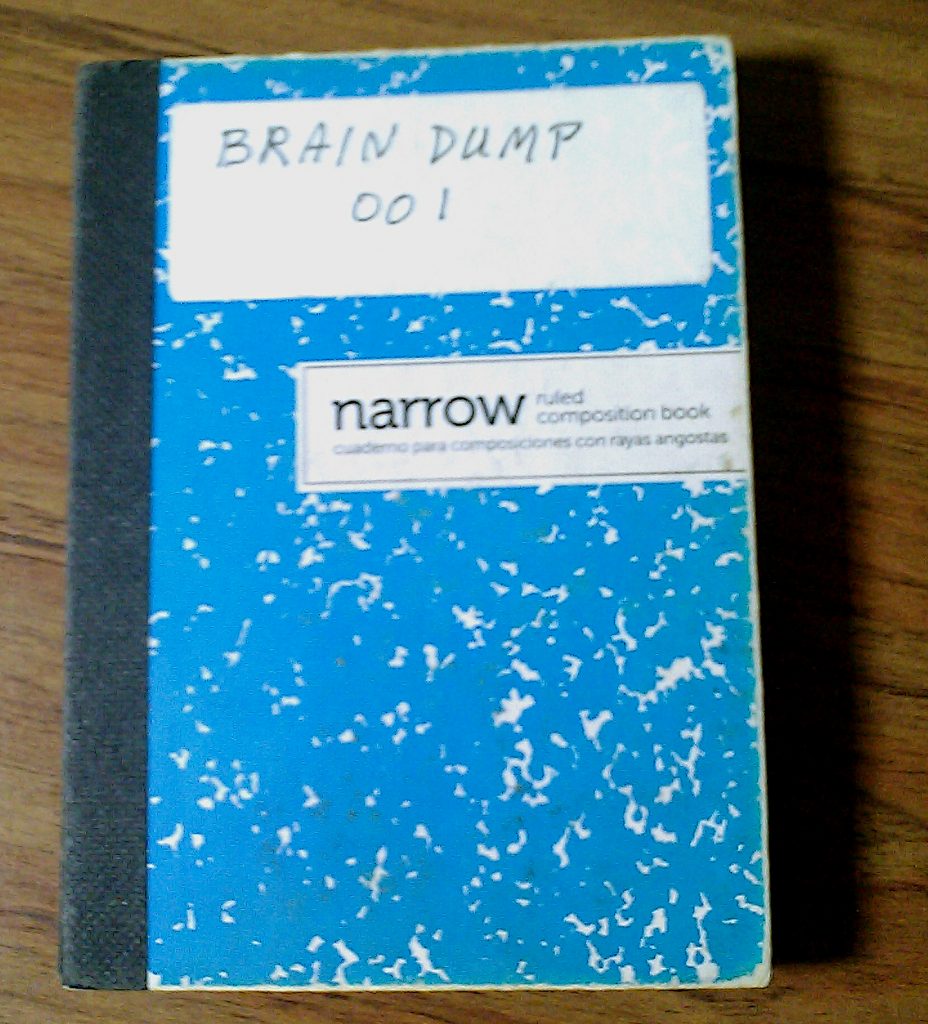 BRAIN DUMP
001
narrow ruled
composition book
cuaderno para composiciones con rayas angostas